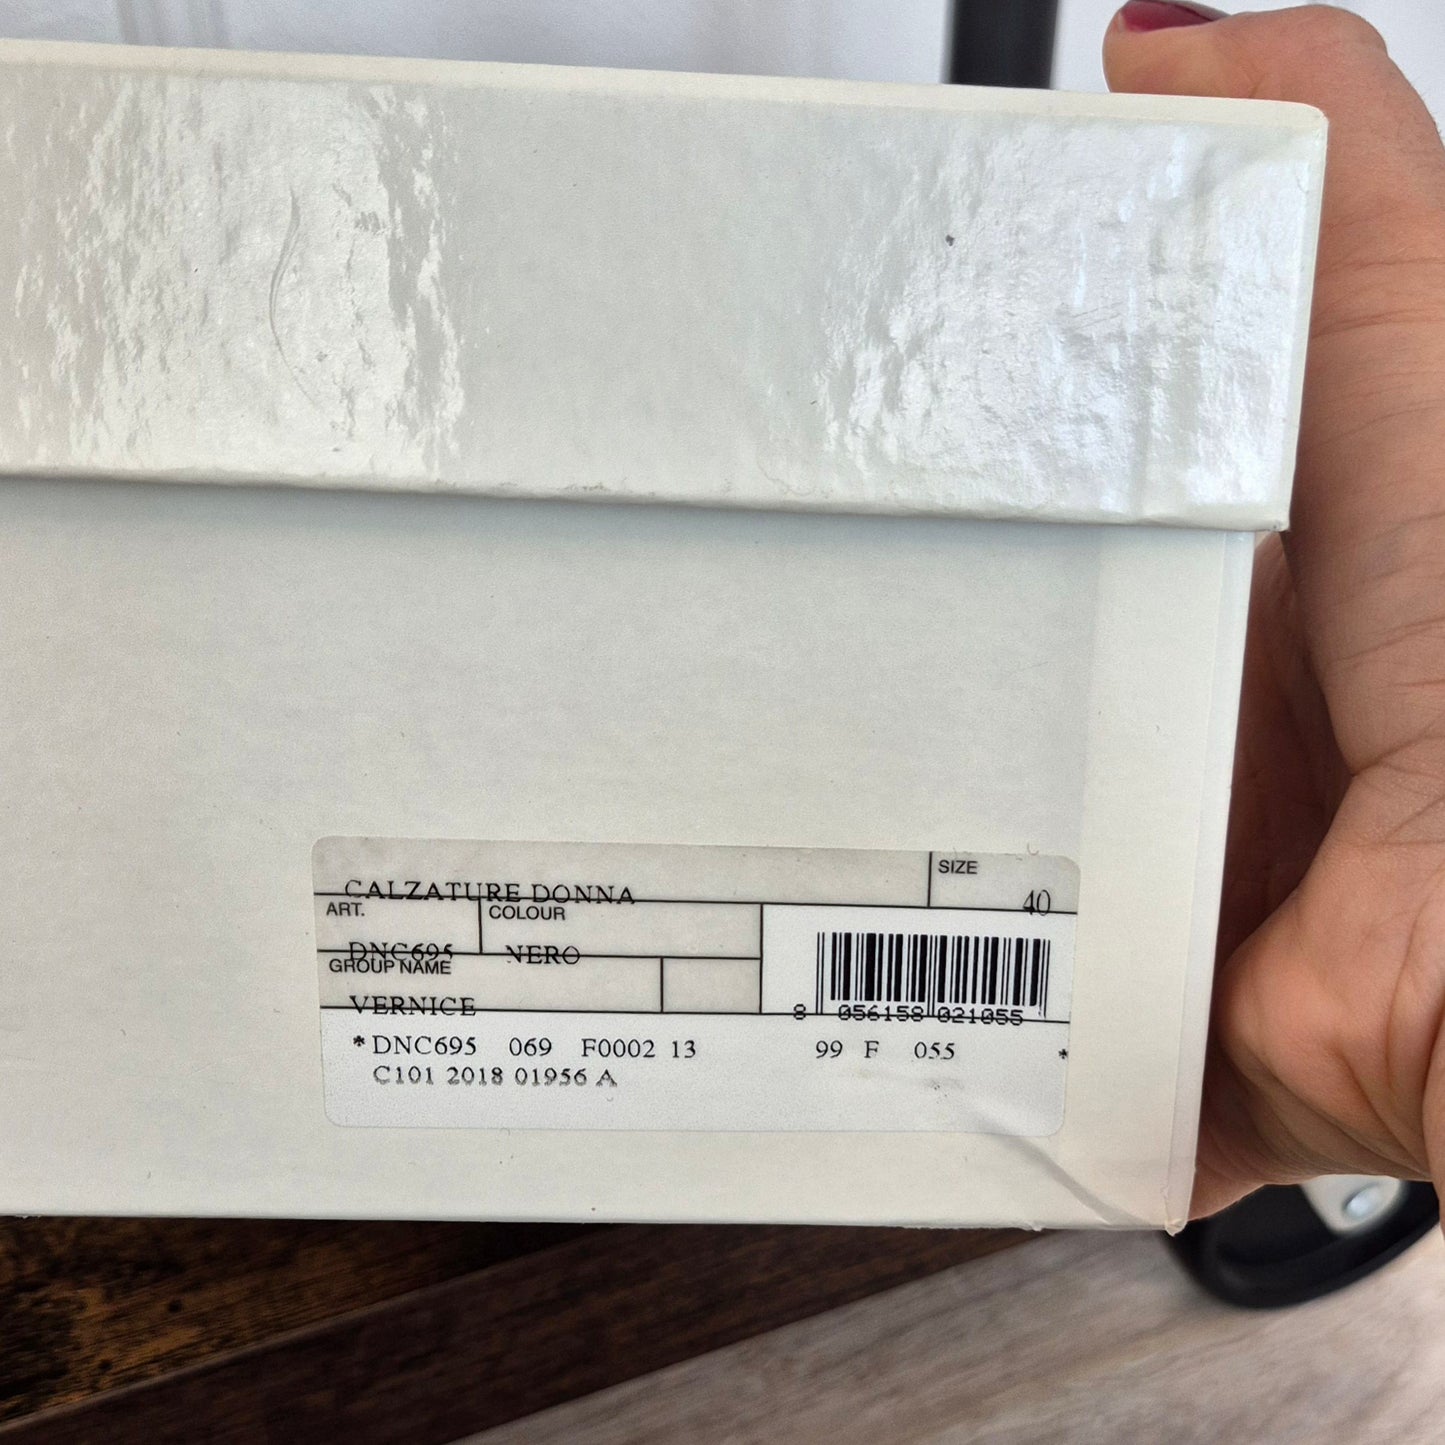 CALZATURE DONNA
SIZE
40
ART.
COLOUR
DNC695
NERO
GROUP NAME
VERNICE
8 056158 021055
*DNC695 069 F0002 13 99 F 055 *
C101 2018 01956 A